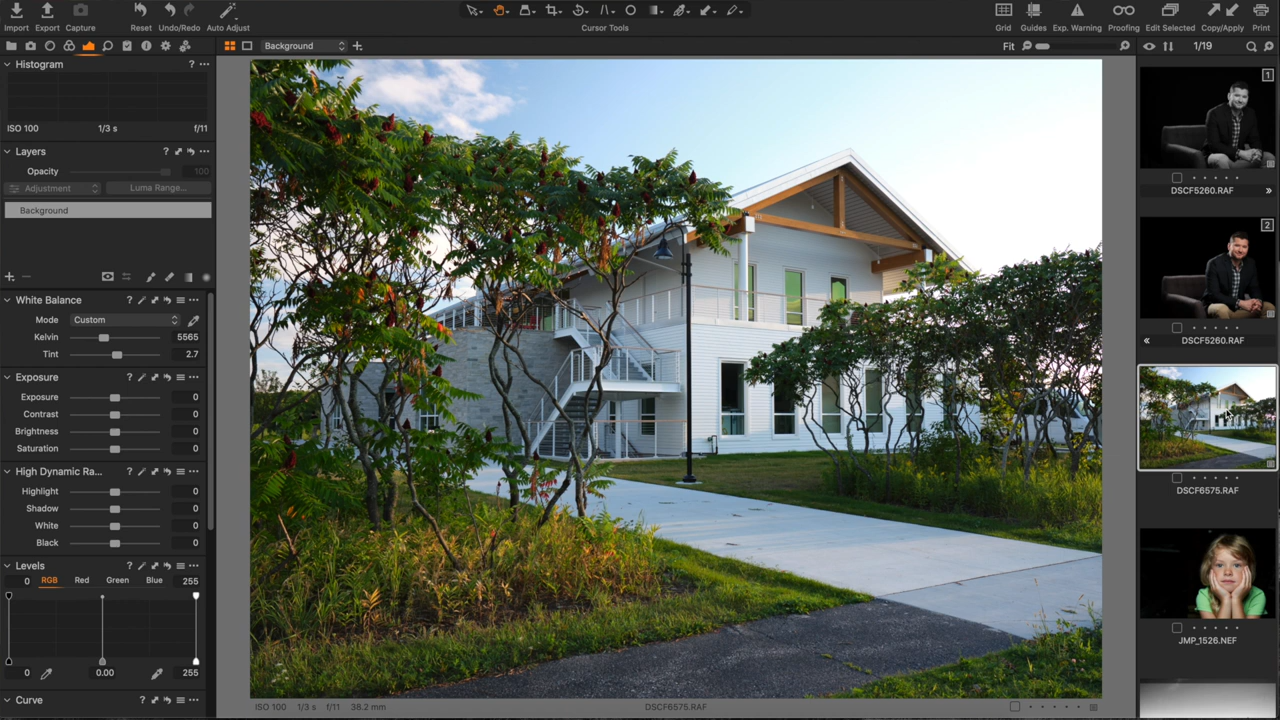 Import Export Capture Reset Undo/Redo Auto Adjust Cursor Tools Grid Guides Exp. Warning Proofing Edit Selected Copy/Apply Print
Background Fit 1/19
Histogram ?
ISO 100 1/3 s f/11
Layers ?
Opacity 100
Adjustment Luma Range...
Background
White Balance ?
Mode Custom
Kelvin 5565
Tint 2.7
Exposure ?
Exposure 0
Contrast 0
Brightness 0
Saturation 0
High Dynamic Ra... ?
Highlight 0
Shadow 0
White 0
Black 0
Levels ?
0 RGB Red Green Blue 255
0 0.00 255
Curve ?
ISO 100 1/3 s f/11 38.2 mm DSCF6575.RAF
1
DSCF5260.RAF
2
DSCF5260.RAF
DSCF6575.RAF
JMP_1526.NEF